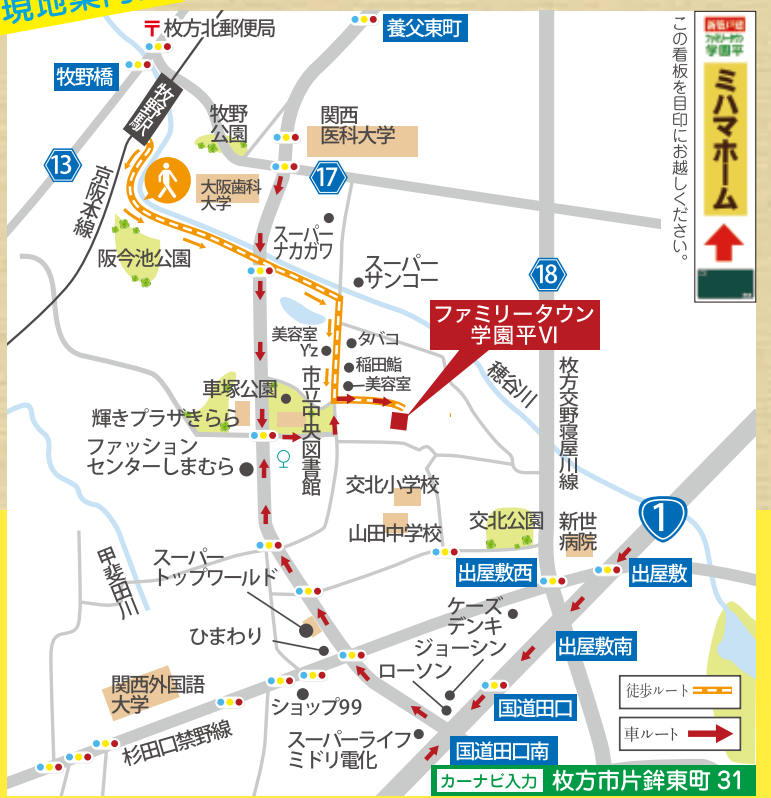 現地案内
〒枚方北郵便局
養父東町
牧野橋
牧野駅
牧野
公園
関西
医科大学
13
17
京阪本線
大阪歯科
大学
スーパー
ナカガワ
阪今池公園
スーパー
サンコー
18
ファミリータウン
学園平Ⅵ
美容室
Y'z
タバコ
稲田鮨
美容室
穂谷川
枚方交野寝屋川線
車塚公園
市立中央図書館
輝きプラザきらら
ファッション
センターしまむら
交北小学校
山田中学校
交北公園
新世
病院
1
甲斐田川
スーパー
トップワールド
出屋敷西
出屋敷
ケーズ
デンキ
ひまわり
ジョーシン
出屋敷南
ローソン
関西外国語
大学
ショップ99
国道田口
杉田口禁野線
スーパーライフ
ミドリ電化
国道田口南
徒歩ルート
車ルート
カーナビ入力 枚方市片鉾東町 31
この看板を目印にお越しください。
新築戸建
ファミリータウン
学園平
ミハマホーム